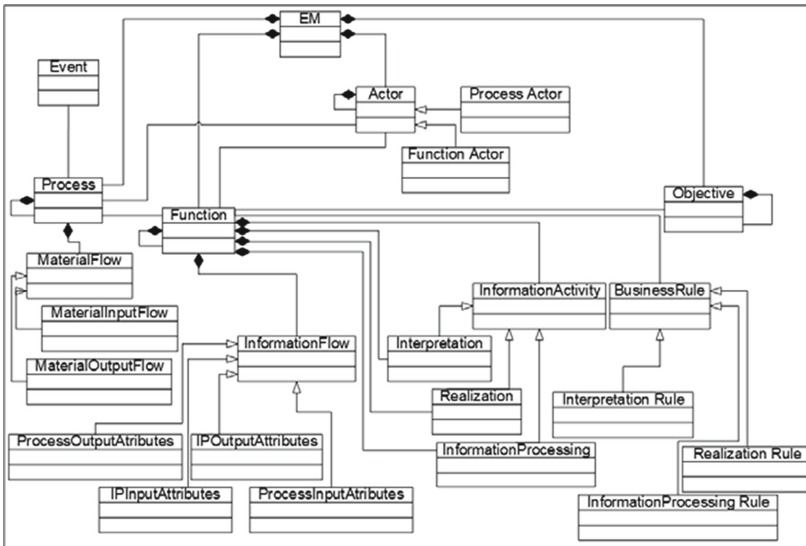 EM
Event
Actor
Process Actor
Function Actor
Process
Function
Objective
MaterialFlow
InformationActivity
BusinessRule
MaterialInputFlow
InformationFlow
Interpretation
MaterialOutputFlow
Realization
Interpretation Rule
ProcessOutputAtributes
IPOutputAttributes
InformationProcessing
Realization Rule
IPInputAttributes
ProcessInputAtributes
InformationProcessing Rule